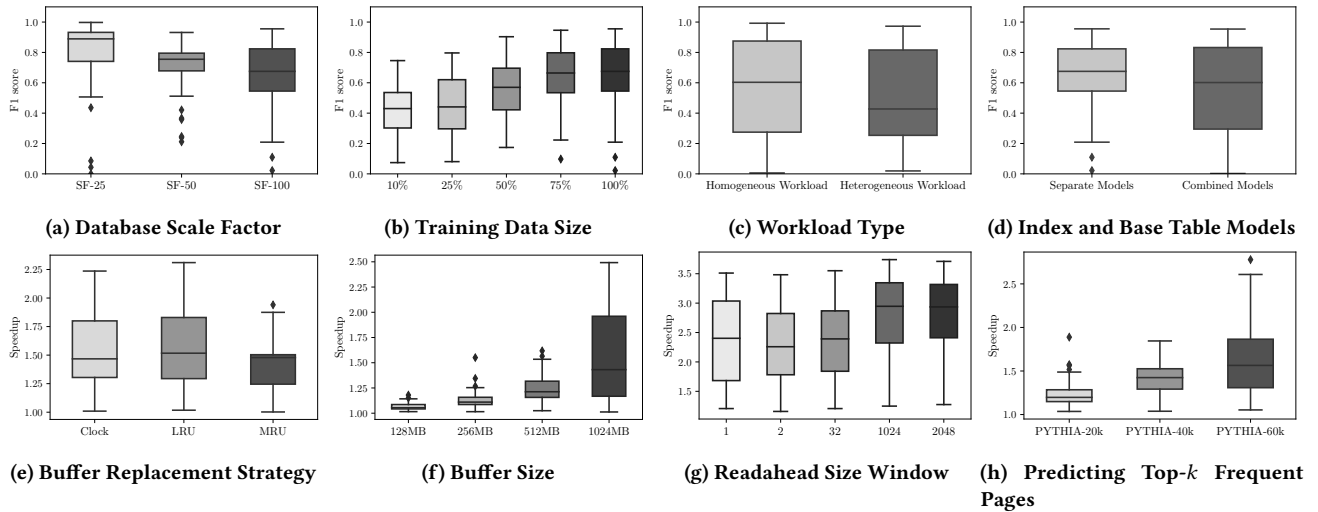 F1 score
1.0
0.8
0.6
0.4
0.2
0.0
SF-25 SF-50 SF-100
(a) Database Scale Factor
F1 score
1.0
0.8
0.6
0.4
0.2
0.0
10% 25% 50% 75% 100%
(b) Training Data Size
F1 score
1.0
0.8
0.6
0.4
0.2
0.0
Homogeneous Workload Heterogeneous Workload
(c) Workload Type
F1 score
1.0
0.8
0.6
0.4
0.2
0.0
Separate Models Combined Models
(d) Index and Base Table Models
Speedup
2.25
2.00
1.75
1.50
1.25
1.00
Clock LRU MRU
(e) Buffer Replacement Strategy
Speedup
2.50
2.25
2.00
1.75
1.50
1.25
1.00
128MB 256MB 512MB 1024MB
(f) Buffer Size
Speedup
3.5
3.0
2.5
2.0
1.5
1 2 32 1024 2048
(g) Readahead Size Window
Speedup
2.5
2.0
1.5
1.0
PYTHIA-20k PYTHIA-40k PYTHIA-60k
(h) Predicting Top-k Frequent
Pages